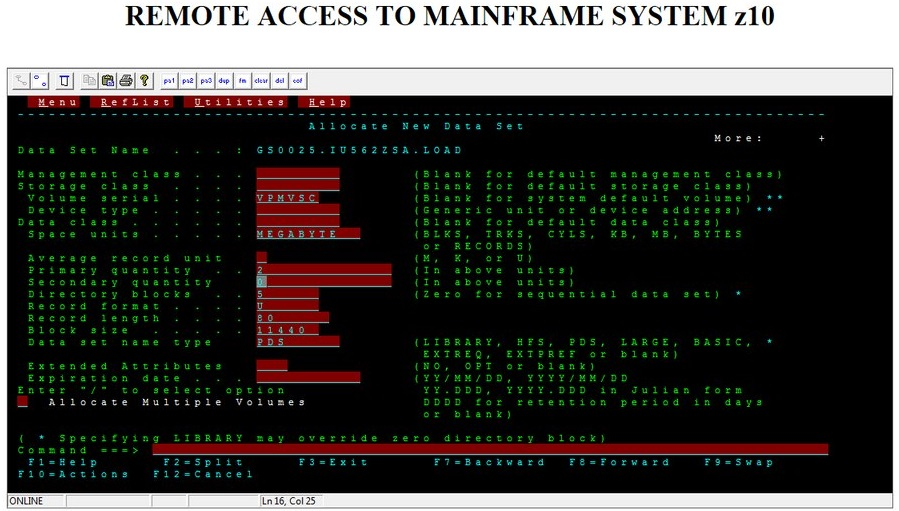 REMOTE ACCESS TO MAINFRAME SYSTEM z10
pa1 pa2 pa3 dup fm clear del cof
Menu RefList Utilities Help
Allocate New Data Set
More: +
Data Set Name . . . : GS0025.IU562ZSA.LOAD
Management class . . . (Blank for default management class)
Storage class . . . . (Blank for default storage class)
Volume serial . . . . VPMVSC (Blank for system default volume) **
Device type . . . . . (Generic unit or device address) **
Data class . . . . . (Blank for default data class)
Space units . . . . . MEGABYTE (BLKS, TRKS, CYLS, KB, MB, BYTES
or RECORDS)
Average record unit (M, K, or U)
Primary quantity . . 2 (In above units)
Secondary quantity 0 (In above units)
Directory blocks . . 5 (Zero for sequential data set) *
Record format . . . . U
Record length . . . . 80
Block size . . . . . 11440
Data set name type PDS (LIBRARY, HFS, PDS, LARGE, BASIC, *
EXTREQ, EXTPREF or blank)
Extended Attributes (NO, OPT or blank)
Expiration date . . . (YY/MM/DD, YYYY/MM/DD
Enter "/" to select option YY.DDD, YYYY.DDD in Julian form
Allocate Multiple Volumes DDDD for retention period in days
or blank)
( * Specifying LIBRARY may override zero directory block)
Command ===>
F1=Help F2=Split F3=Exit F7=Backward F8=Forward F9=Swap
F10=Actions F12=Cancel
ONLINE Ln 16, Col 25